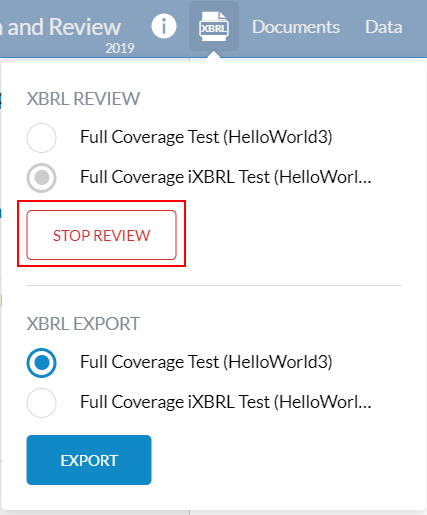 n and Review
2019
i
XBRL
Documents
Data
XBRL REVIEW
Full Coverage Test (HelloWorld3)
Full Coverage iXBRL Test (HelloWorl...
STOP REVIEW
XBRL EXPORT
Full Coverage Test (HelloWorld3)
Full Coverage iXBRL Test (HelloWorl...
EXPORT